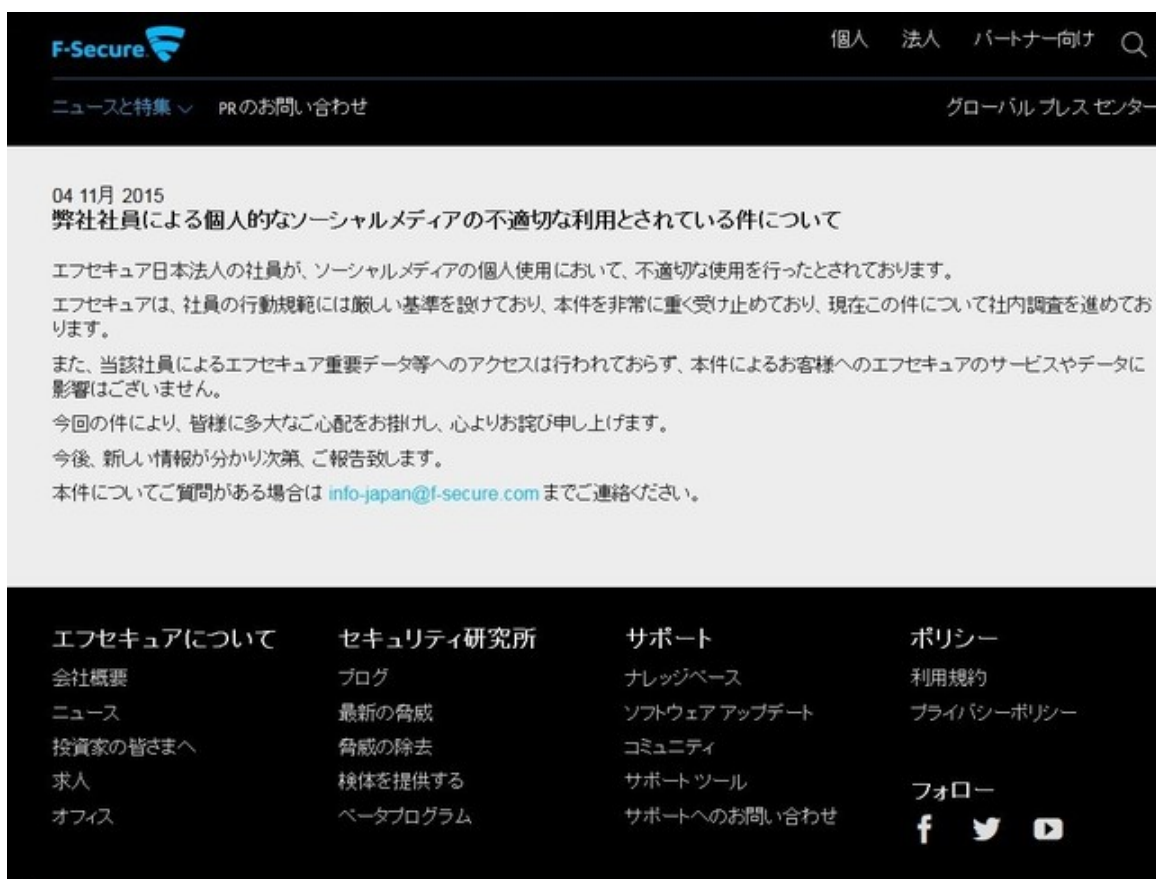 F-Secure
個人 法人 パートナー向け
ニュースと特集 PRのお問い合わせ グローバル プレス センター
04 11月 2015
弊社社員による個人的なソーシャルメディアの不適切な利用とされている件について
エフセキュア日本法人の社員が、ソーシャルメディアの個人使用において、不適切な使用を行ったとされております。
エフセキュアは、社員の行動規範には厳しい基準を設けており、本件を非常に重く受け止めており、現在この件について社内調査を進めてお
ります。
また、当該社員によるエフセキュア重要データ等へのアクセスは行われておらず、本件によるお客様へのエフセキュアのサービスやデータに
影響はございません。
今回の件により、皆様に多大なご心配をお掛けし、心よりお詫び申し上げます。
今後、新しい情報が分かり次第、ご報告致します。
本件についてご質問がある場合は info-japan@f-secure.com までご連絡ください。
エフセキュアについて セキュリティ研究所 サポート ポリシー
会社概要 ブログ ナレッジベース 利用規約
ニュース 最新の脅威 ソフトウェア アップデート プライバシーポリシー
投資家の皆さまへ 脅威の除去 コミュニティ
求人 検体を提供する サポート ツール フォロー
オフィス ベータプログラム サポートへのお問い合わせ